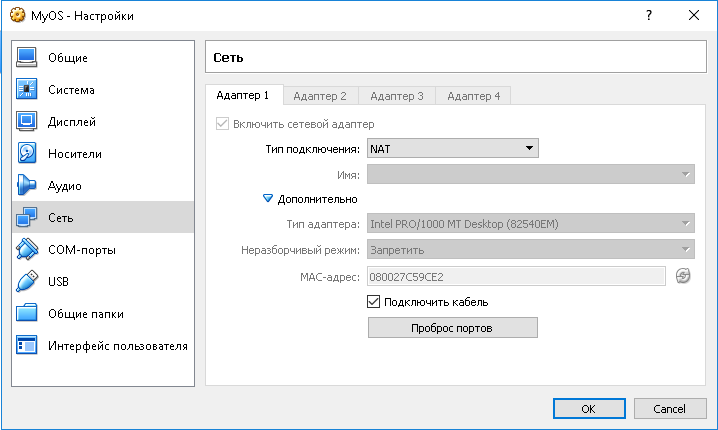 MyOS - Настройки
Общие
Система
Дисплей
Носители
Аудио
Сеть
COM-порты
USB
Общие папки
Интерфейс пользователя
Сеть
Адаптер 1 Адаптер 2 Адаптер 3 Адаптер 4
Включить сетевой адаптер
Тип подключения: NAT
Имя:
Дополнительно
Тип адаптера: Intel PRO/1000 MT Desktop (82540EM)
Неразборчивый режим: Запретить
MAC-адрес: 080027C59CE2
Подключить кабель
Проброс портов
OK Cancel